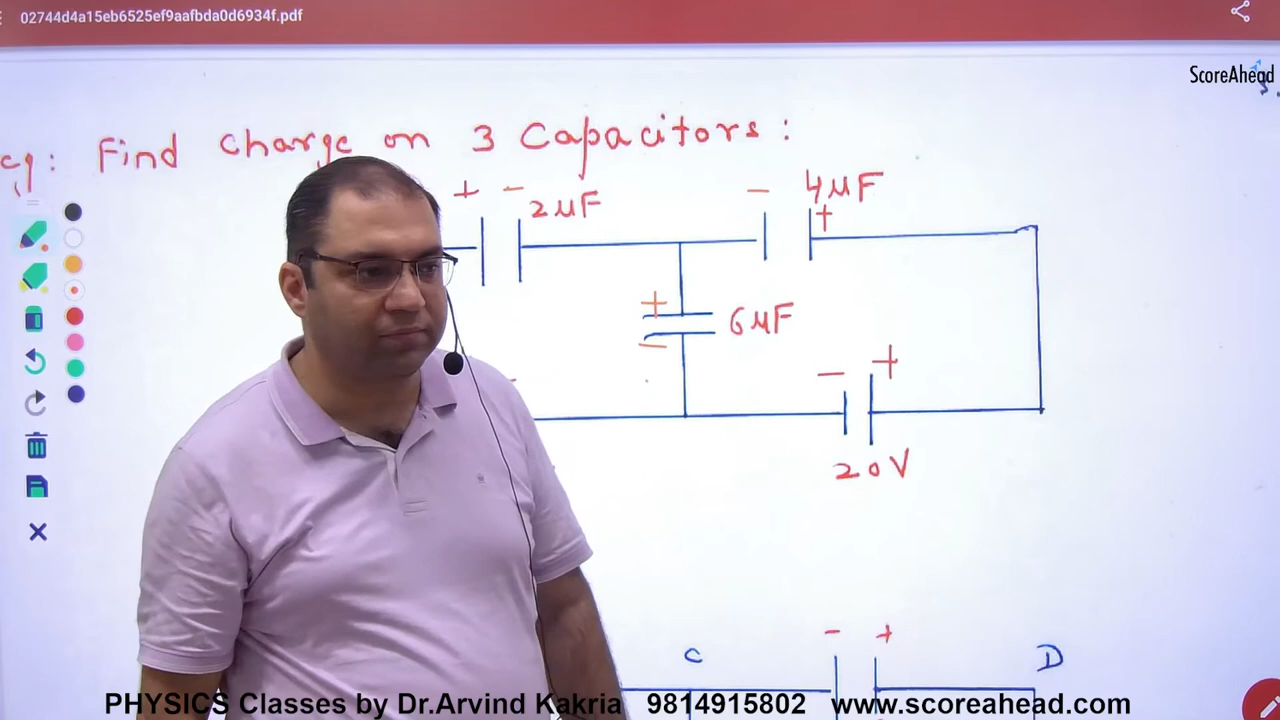 02744d4a15eb6525ef9aafbda0d6934f.pdf
ScoreAhead
eg: Find charge on 3 Capacitors:
+ - 2μF - 4μF +
+ - 6μF
- +
20V
- +
C D
PHYSICS Classes by Dr.Arvind Kakria 9814915802 www.scoreahead.com